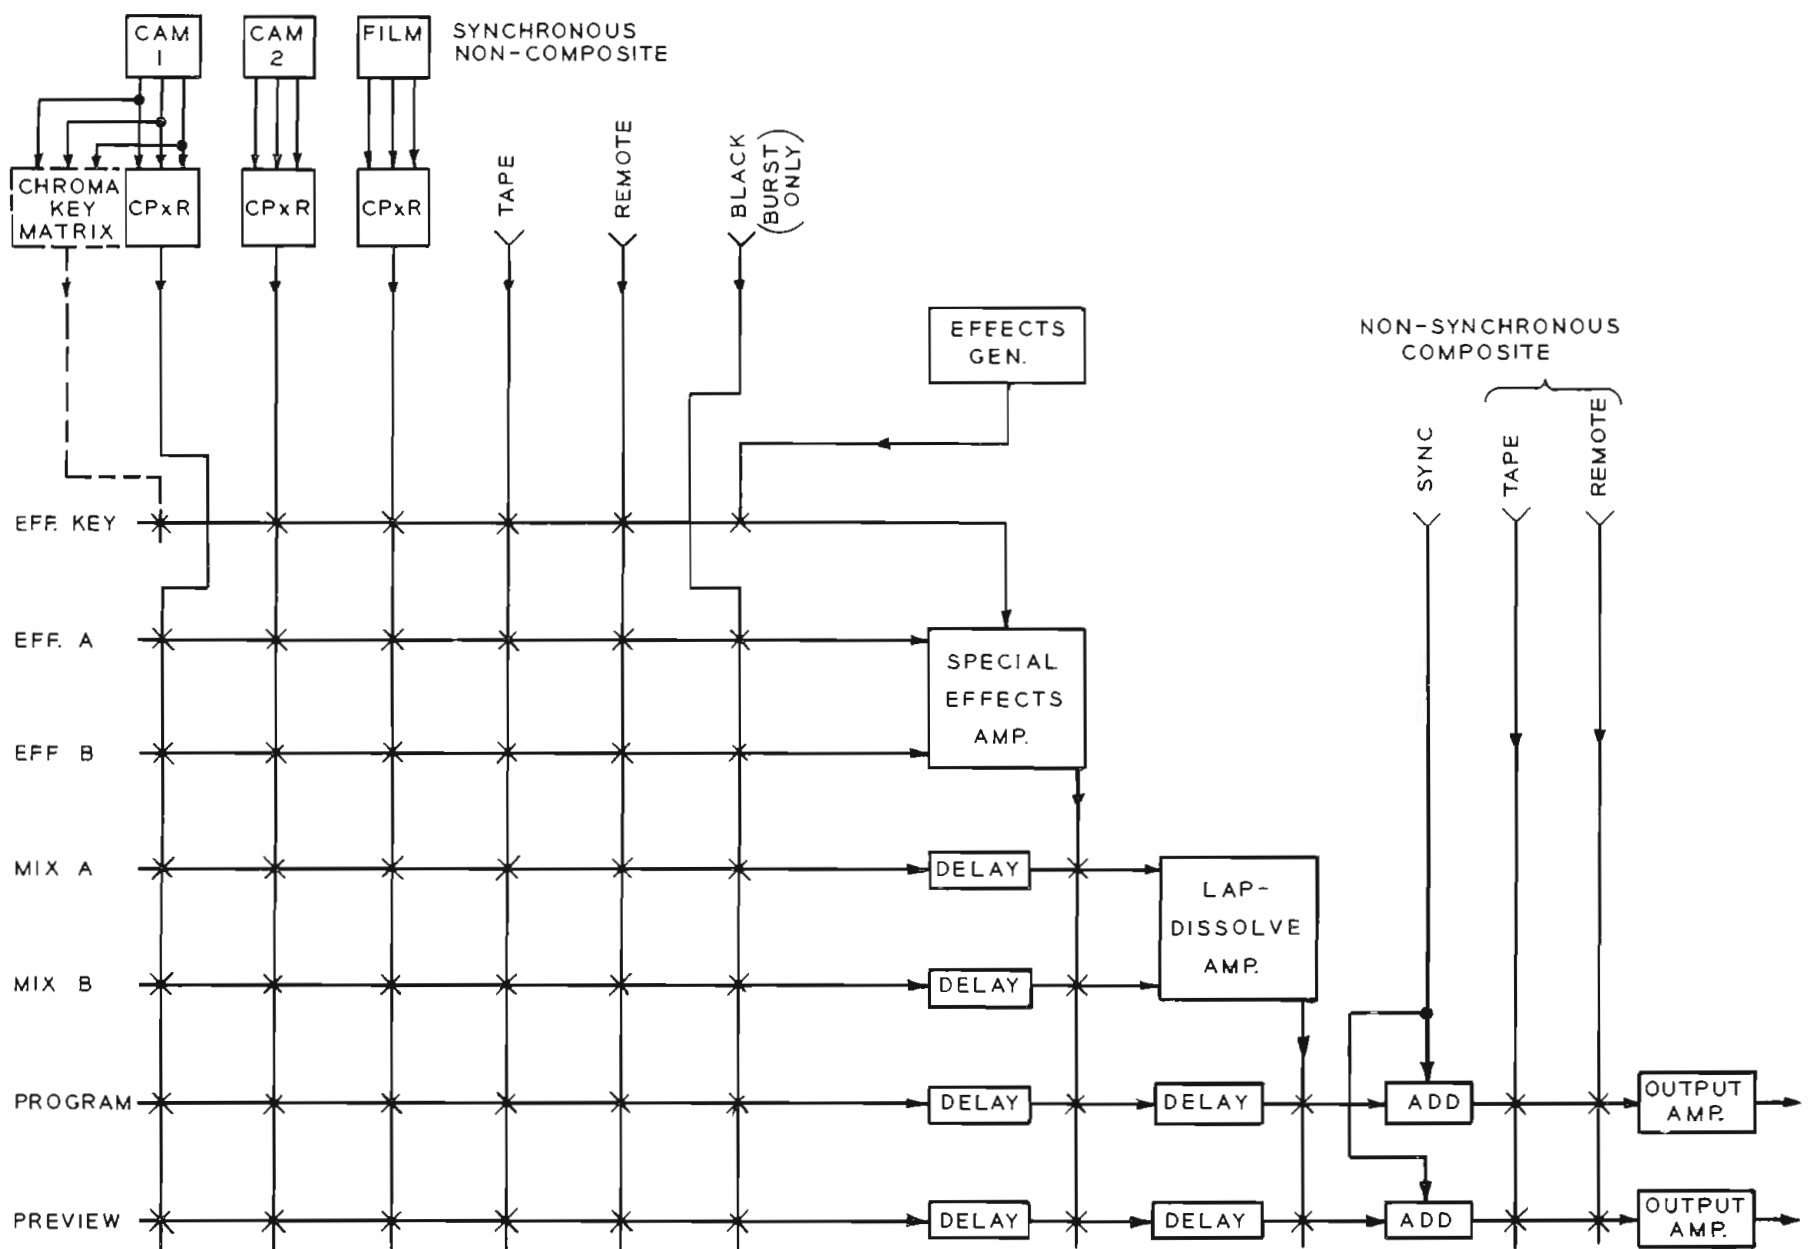 CAM
1
CAM
2
FILM
SYNCHRONOUS
NON-COMPOSITE
CHROMA
KEY
MATRIX
CPxR
CPxR
CPxR
TAPE
REMOTE
BLACK
(BURST
ONLY)
EFFECTS
GEN.
NON-SYNCHRONOUS
COMPOSITE
SYNC
TAPE
REMOTE
EFF. KEY
EFF. A
SPECIAL
EFFECTS
AMP.
EFF B
MIX A
DELAY
LAP-
DISSOLVE
AMP.
MIX B
DELAY
PROGRAM
DELAY
DELAY
ADD
OUTPUT
AMP.
PREVIEW
DELAY
DELAY
ADD
OUTPUT
AMP.